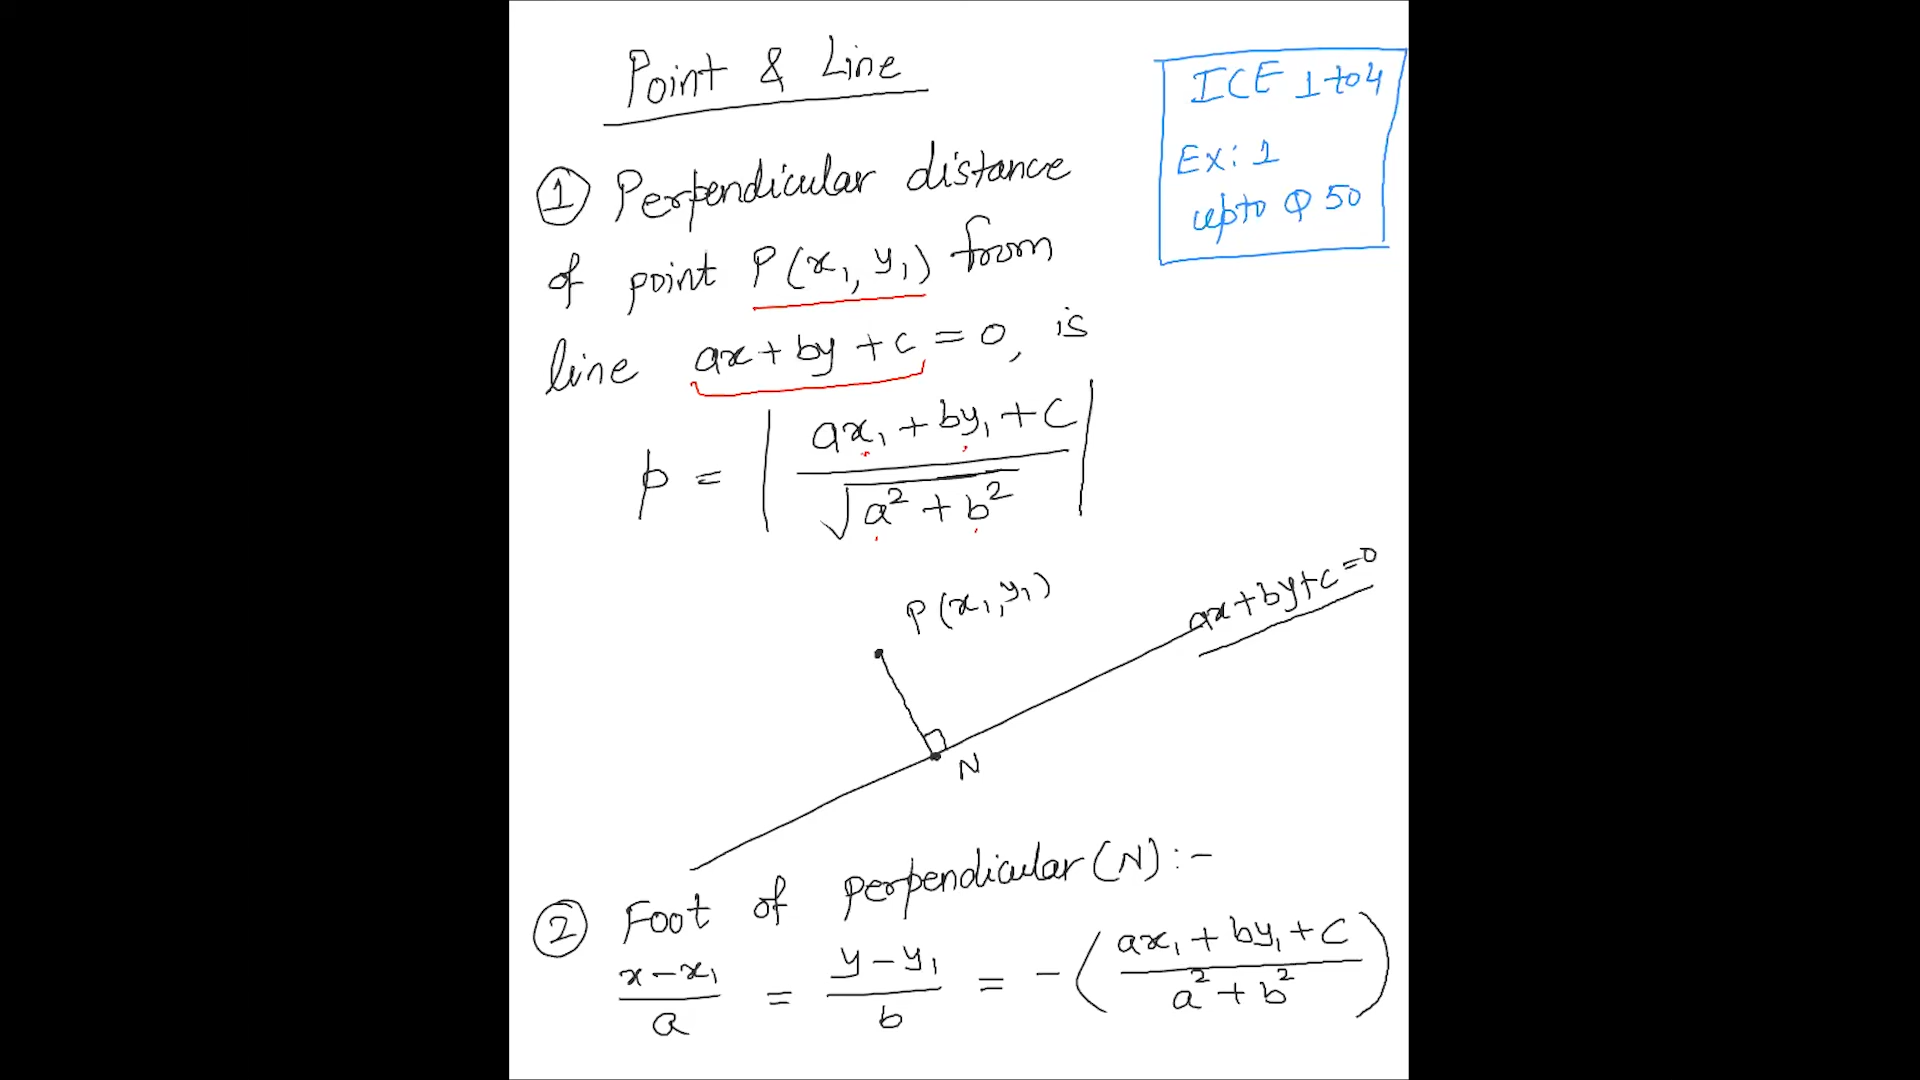 Point & Line
ICE 1 to 4
Ex: 1
upto Q 50
① Perpendicular distance
of point P(x₁, y₁) from
line ax + by + c = 0, is
p = | (ax₁ + by₁ + c) / √(a² + b²) |
P(x₁, y₁)
ax+by+c=0
N
② Foot of perpendicular (N) :-
(x - x₁)/a = (y - y₁)/b = -((ax₁ + by₁ + c)/(a² + b²))